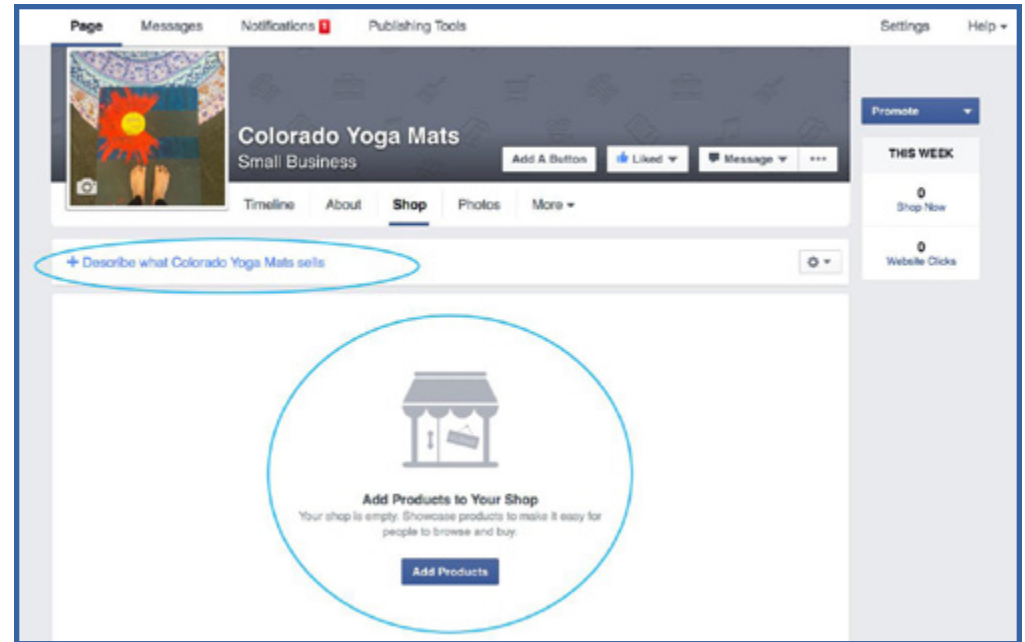 Page Messages Notifications 1 Publishing Tools Settings Help
Colorado Yoga Mats
Small Business
Add A Button Liked Message ...
Timeline About Shop Photos More
Promote
THIS WEEK
0
Shop Now
0
Website Clicks
+ Describe what Colorado Yoga Mats sells
Add Products to Your Shop
Your shop is empty. Showcase products to make it easy for
people to browse and buy.
Add Products